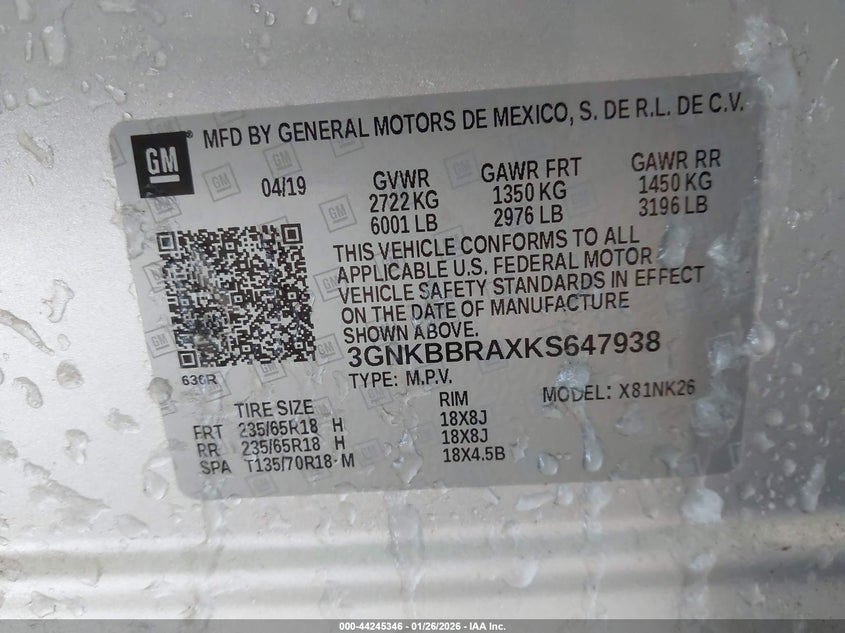 GM
MFD BY GENERAL MOTORS DE MEXICO, S. DE R.L. DE C.V.
04/19
GVWR
2722 KG
6001 LB
GAWR FRT
1350 KG
2976 LB
GAWR RR
1450 KG
3196 LB
THIS VEHICLE CONFORMS TO ALL
APPLICABLE U.S. FEDERAL MOTOR
VEHICLE SAFETY STANDARDS IN EFFECT
ON THE DATE OF MANUFACTURE
SHOWN ABOVE.
3GNKBBRAXKS647938
TYPE: M.P.V.
MODEL: X81NK26
TIRE SIZE
RIM
FRT 235/65R18 H 18X8J
RR 235/65R18 H 18X8J
SPA T135/70R18 M 18X4.5B
000-44245346 - 01/26/2026 - IAA Inc.